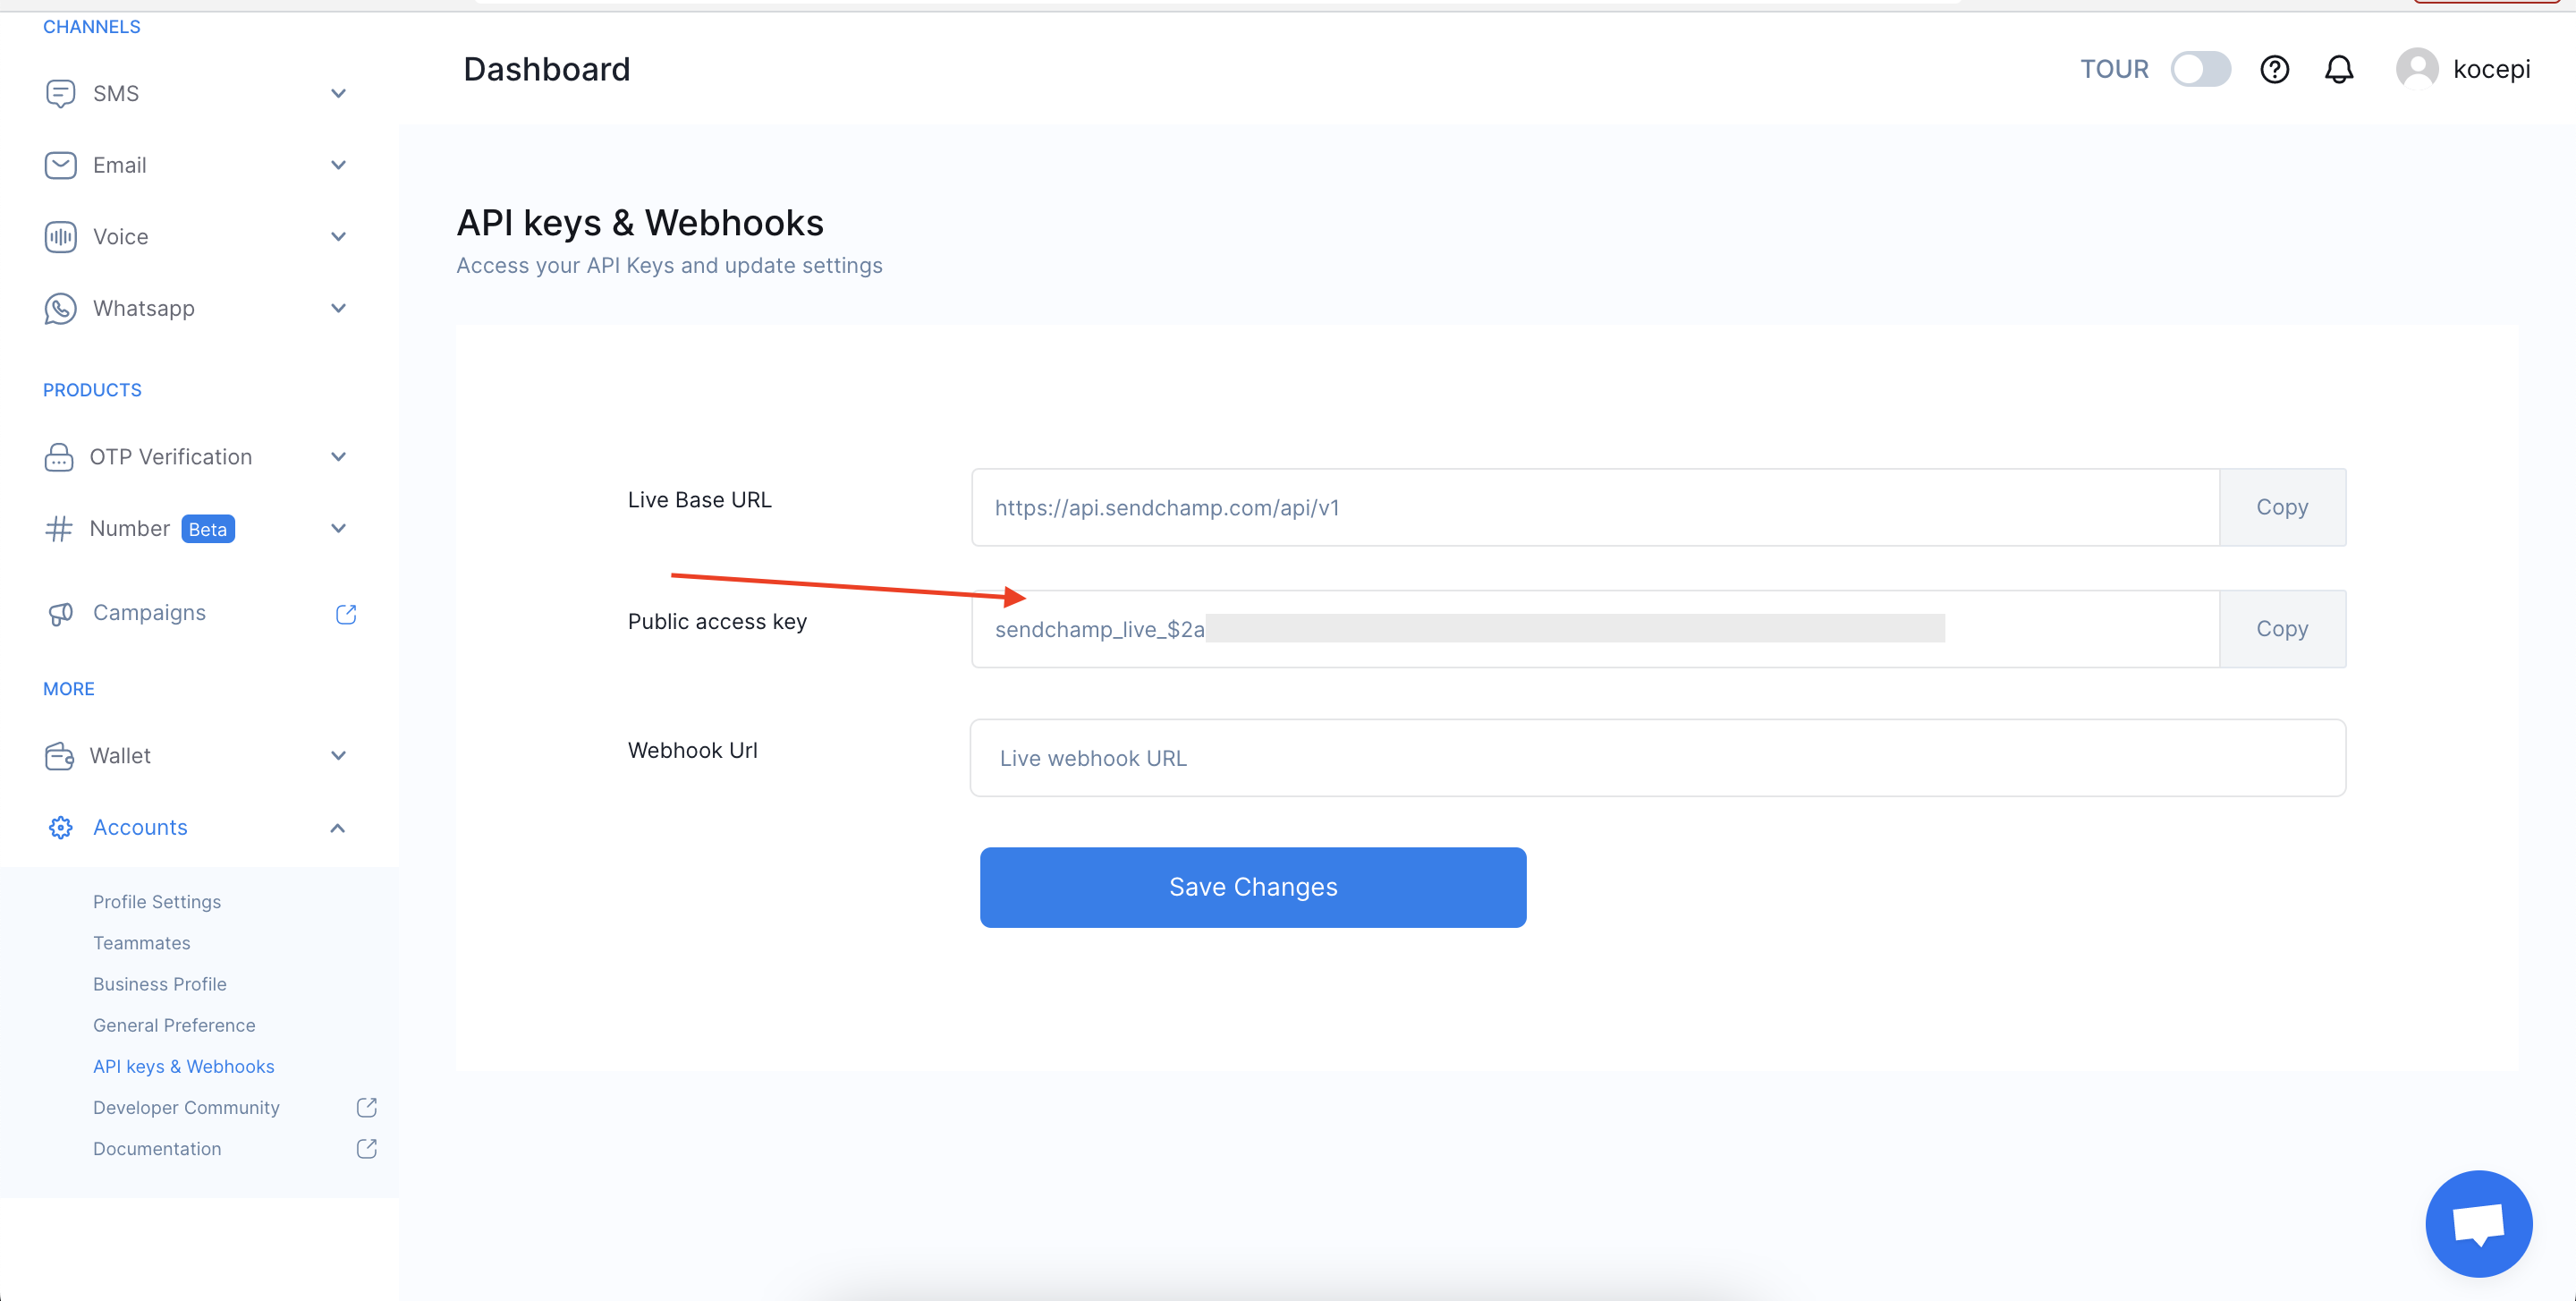 CHANNELS
SMS
Email
Voice
Whatsapp
PRODUCTS
OTP Verification
Number Beta
Campaigns
MORE
Wallet
Accounts
Profile Settings
Teammates
Business Profile
General Preference
API keys & Webhooks
Developer Community
Documentation
Dashboard
TOUR
kocepi
API keys & Webhooks
Access your API Keys and update settings
Live Base URL
https://api.sendchamp.com/api/v1
Copy
Public access key
sendchamp_live_$2a
Copy
Webhook Url
Live webhook URL
Save Changes